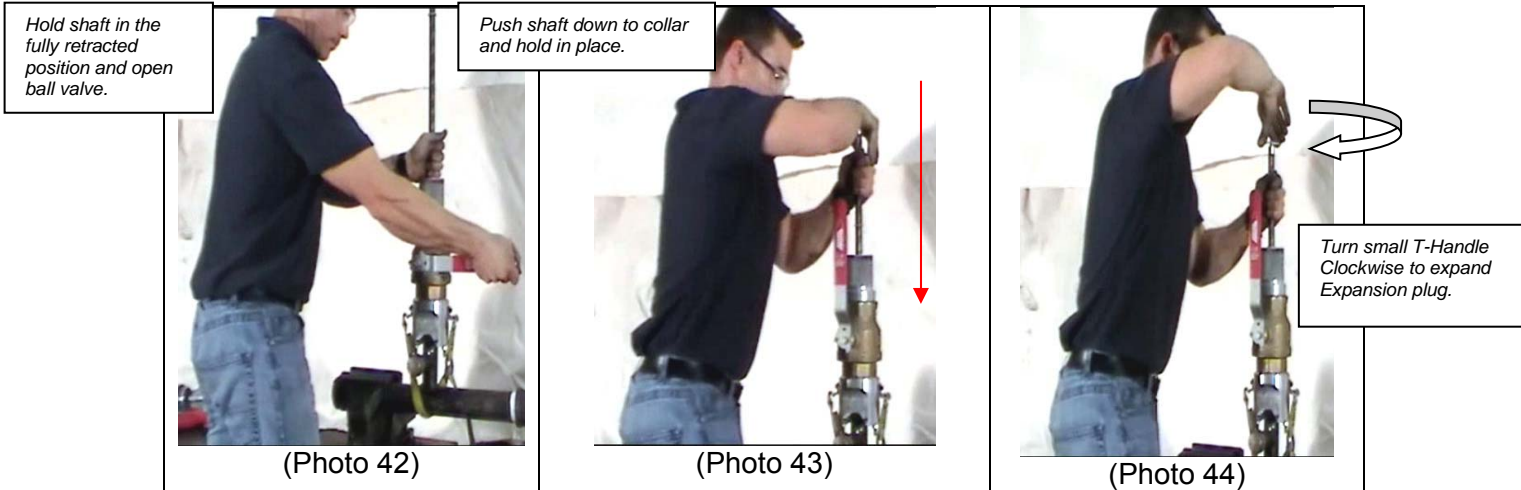 Hold shaft in the
fully retracted
position and open
ball valve.
Push shaft down to collar
and hold in place.
Turn small T-Handle
Clockwise to expand
Expansion plug.
(Photo 42)
(Photo 43)
(Photo 44)